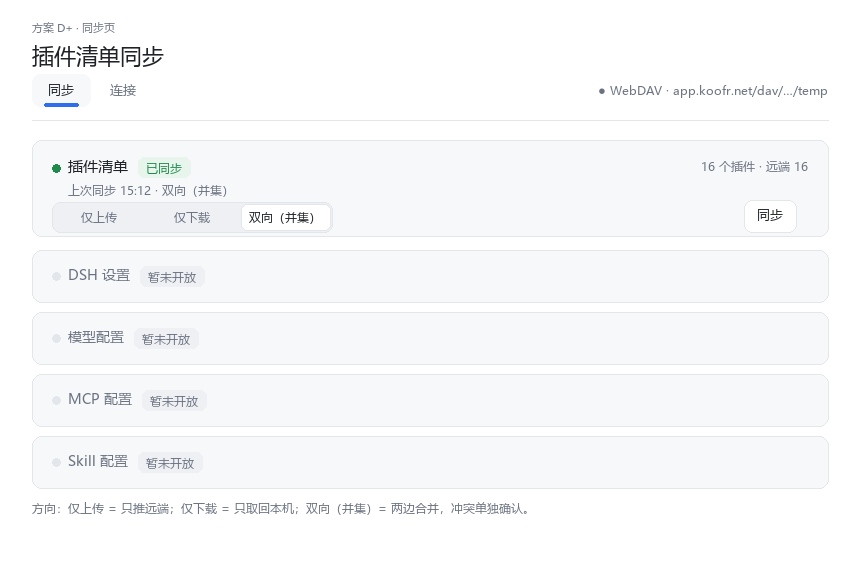 方案 D+ · 同步页
插件清单同步
同步 连接 ● WebDAV · app.koofr.net/dav/.../temp
插件清单 已同步 16 个插件 · 远端 16
上次同步 15:12 · 双向（并集）
仅上传 仅下载 双向（并集） 同步
DSH 设置 暂未开放
模型配置 暂未开放
MCP 配置 暂未开放
Skill 配置 暂未开放
方向：仅上传 = 只推远端；仅下载 = 只取回本机；双向（并集）= 两边合并，冲突单独确认。